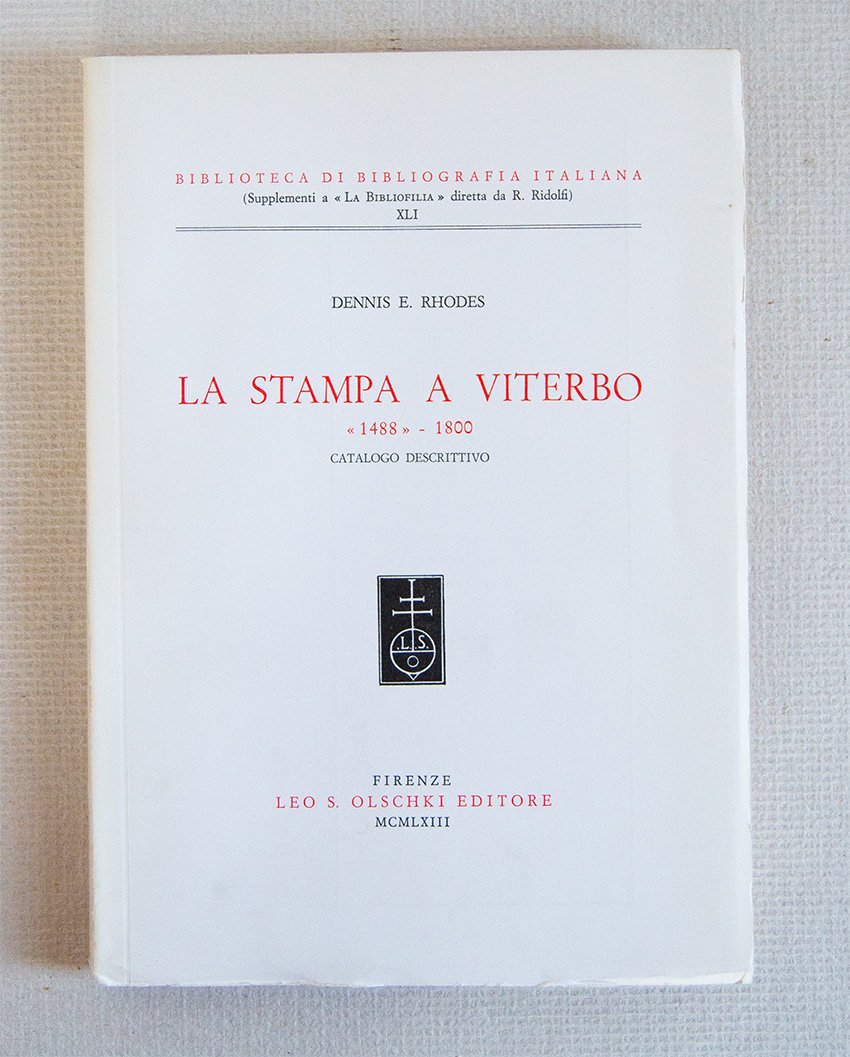 BIBLIOTECA DI BIBLIOGRAFIA ITALIANA
(Supplementi a « LA BIBLIOFILIA » diretta da R. Ridolfi)
XLI
DENNIS E. RHODES
LA STAMPA A VITERBO
« 1488 » - 1800
CATALOGO DESCRITTIVO
.L.S.
O
FIRENZE
LEO S. OLSCHKI EDITORE
MCMLXIII